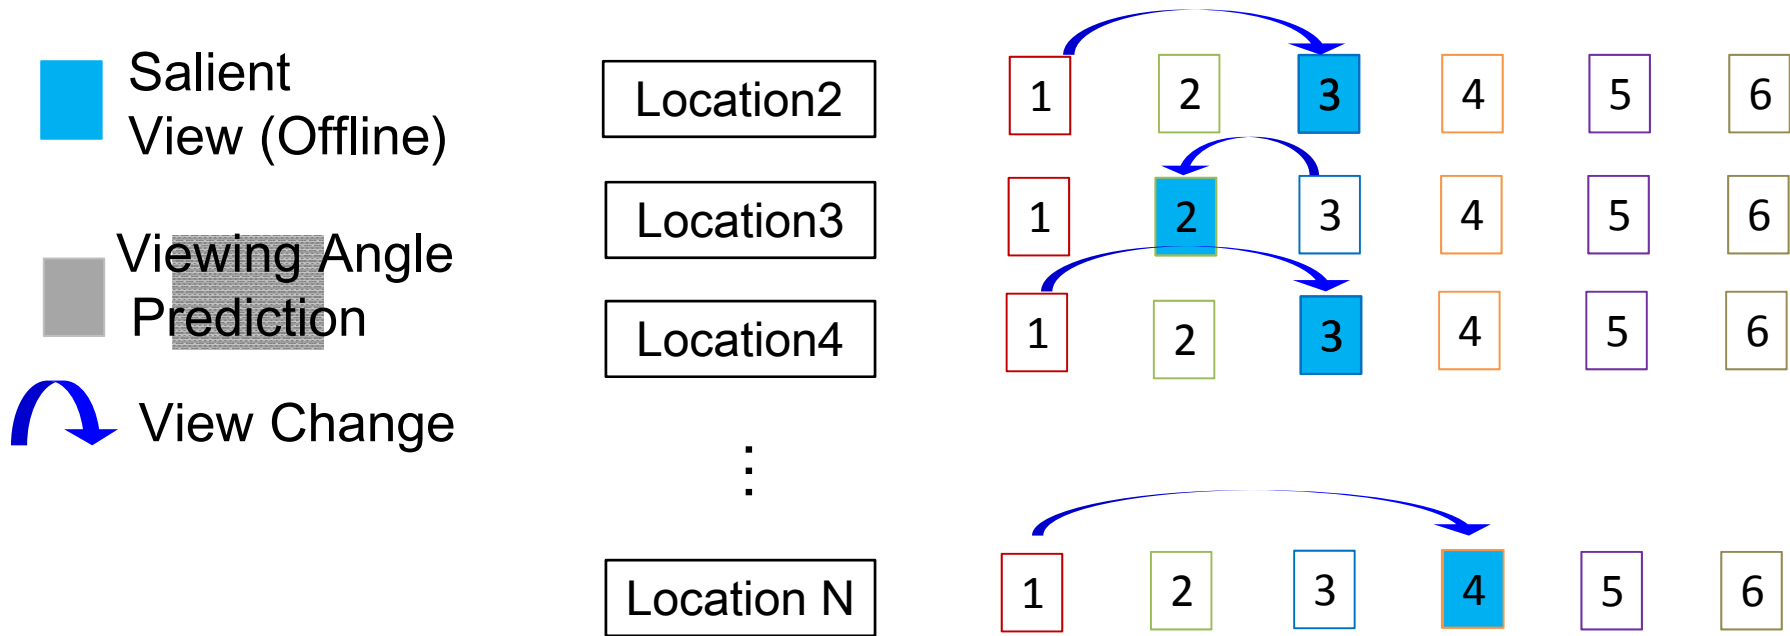 Salient
View (Offline)
Viewing Angle
Prediction
View Change
Location2 1 2 3 4 5 6
Location3 1 2 3 4 5 6
Location4 1 2 3 4 5 6
⋮
Location N 1 2 3 4 5 6